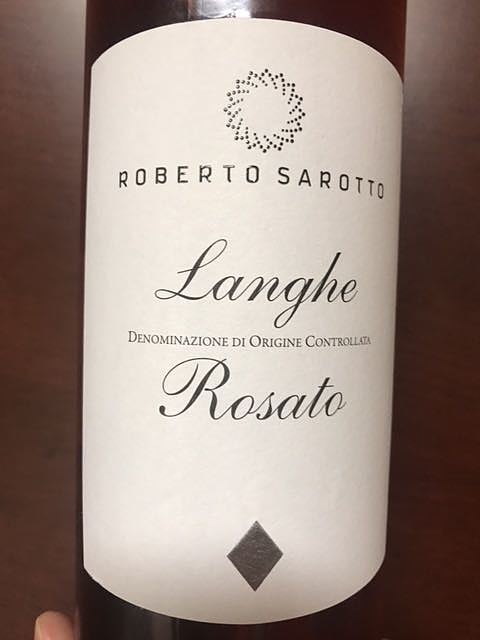 ROBERTO SAROTTO
Langhe
DENOMINAZIONE DI ORIGINE CONTROLLATA
Rosato